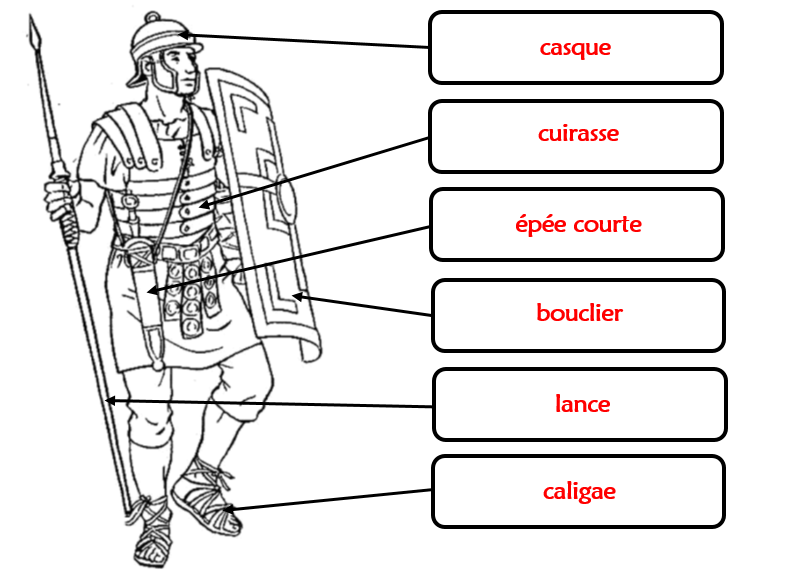 casque
cuirasse
épée courte
bouclier
lance
caligae